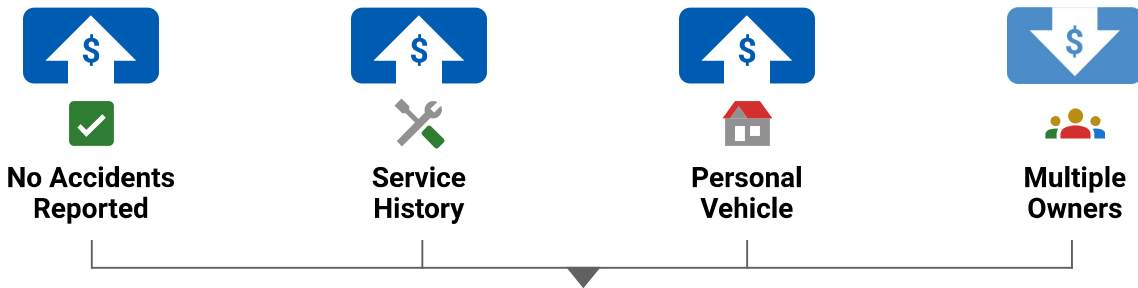 $ $ $ $
No Accidents Reported
Service History
Personal Vehicle
Multiple Owners